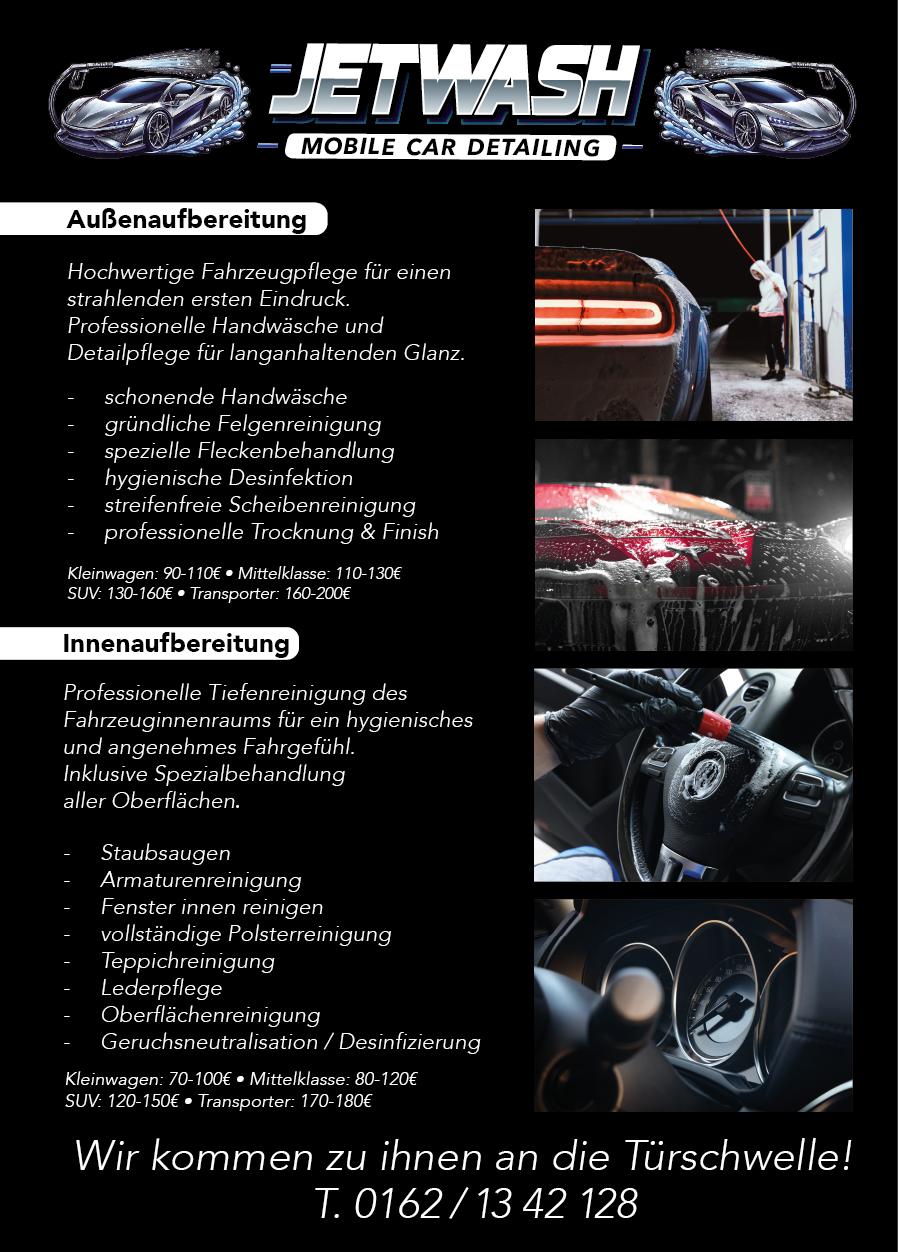 JETWASH
MOBILE CAR DETAILING
Außenaufbereitung
Hochwertige Fahrzeugpflege für einen
strahlenden ersten Eindruck.
Professionelle Handwäsche und
Detailpflege für langanhaltenden Glanz.
- schonende Handwäsche
- gründliche Felgenreinigung
- spezielle Fleckenbehandlung
- hygienische Desinfektion
- streifenfreie Scheibenreinigung
- professionelle Trocknung & Finish
Kleinwagen: 90-110€ • Mittelklasse: 110-130€
SUV: 130-160€ • Transporter: 160-200€
Innenaufbereitung
Professionelle Tiefenreinigung des
Fahrzeuginnenraums für ein hygienisches
und angenehmes Fahrgefühl.
Inklusive Spezialbehandlung
aller Oberflächen.
- Staubsaugen
- Armaturenreinigung
- Fenster innen reinigen
- vollständige Polsterreinigung
- Teppichreinigung
- Lederpflege
- Oberflächenreinigung
- Geruchsneutralisation / Desinfizierung
Kleinwagen: 70-100€ • Mittelklasse: 80-120€
SUV: 120-150€ • Transporter: 170-180€
Wir kommen zu ihnen an die Türschwelle!
T. 0162 / 13 42 128